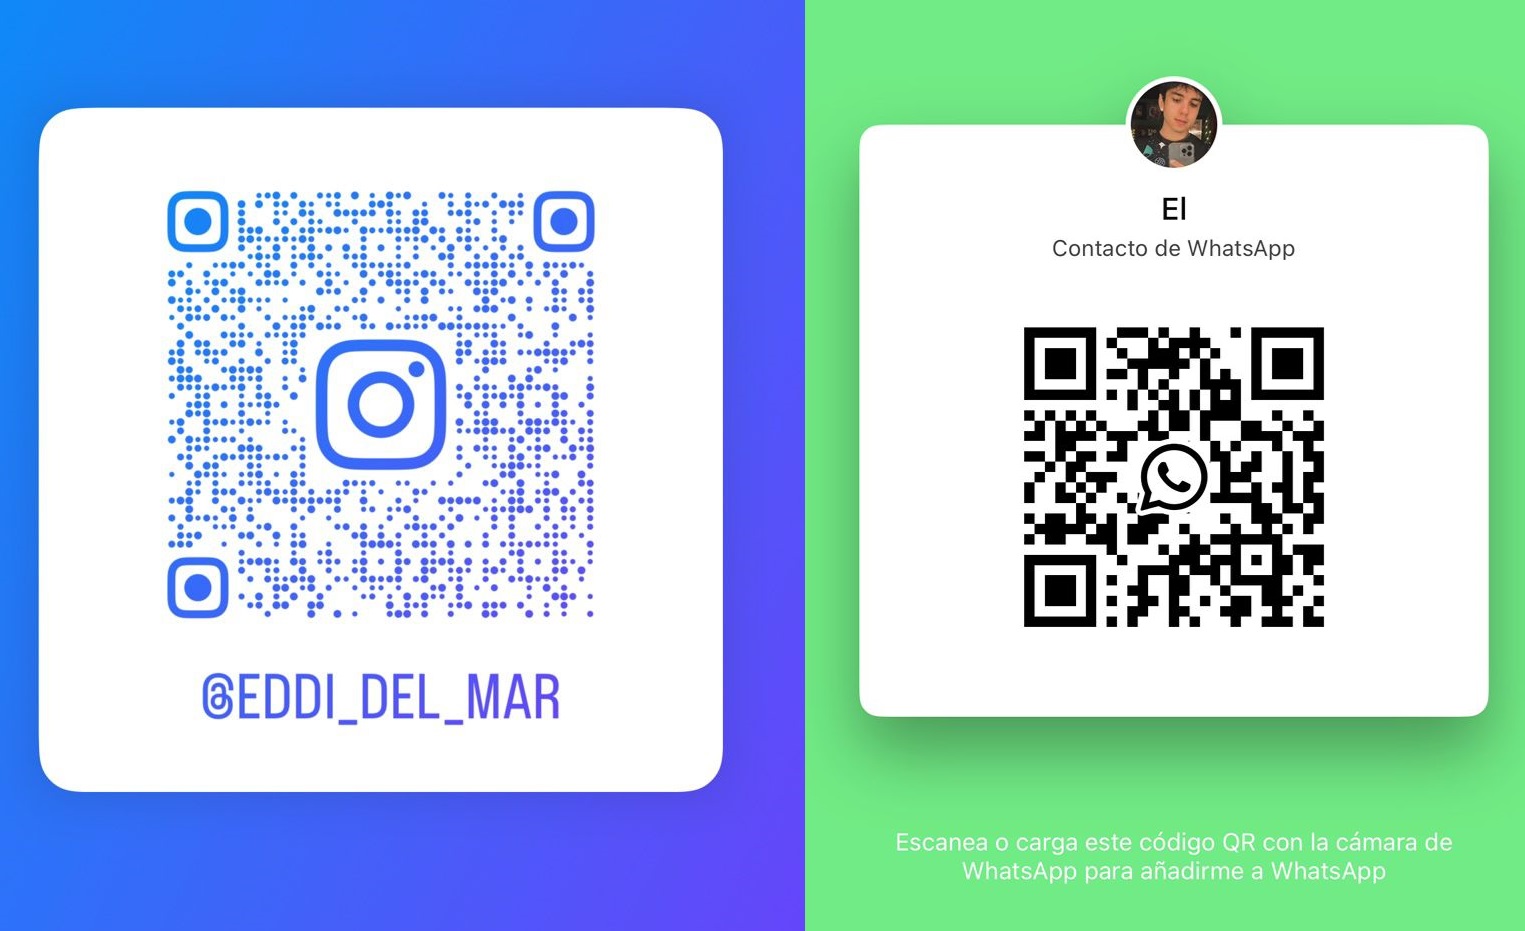 @EDDI_DEL_MAR
El
Contacto de WhatsApp
Escanea o carga este código QR con la cámara de
WhatsApp para añadirme a WhatsApp